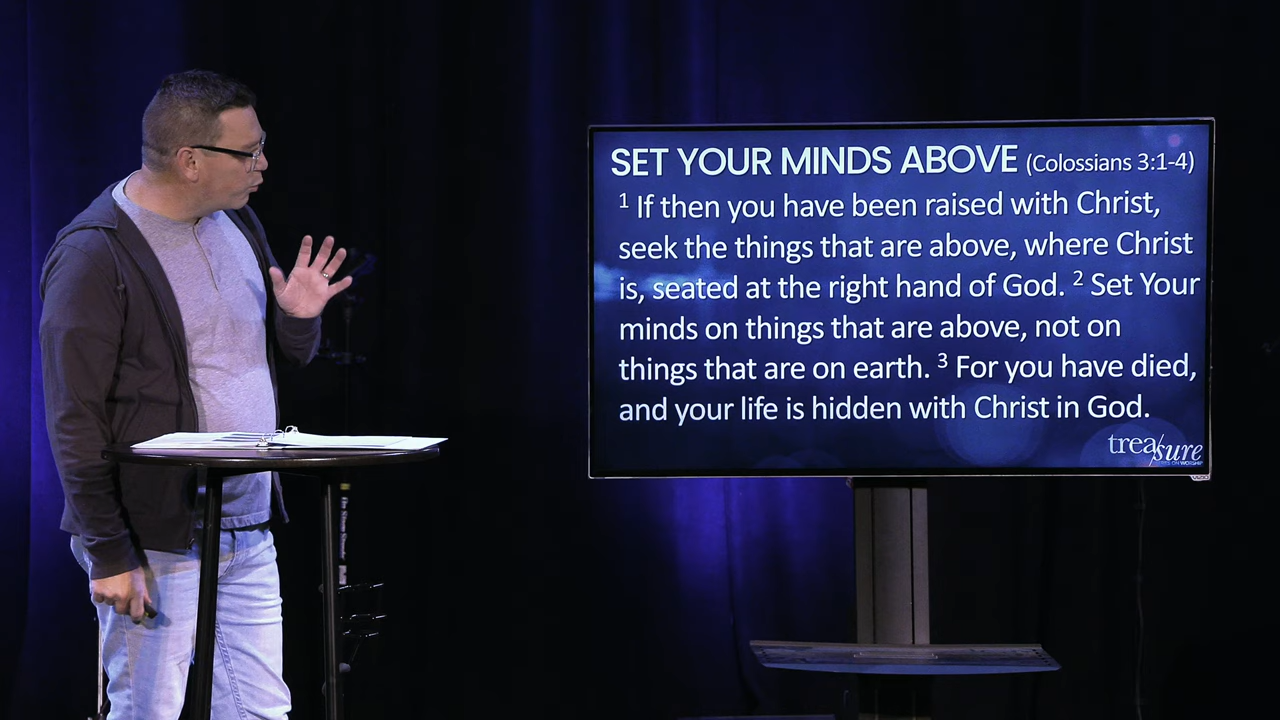 SET YOUR MINDS ABOVE (Colossians 3:1-4)
1 If then you have been raised with Christ,
seek the things that are above, where Christ
is, seated at the right hand of God. 2 Set Your
minds on things that are above, not on
things that are on earth. 3 For you have died,
and your life is hidden with Christ in God.
treasure
ON WORSHIP